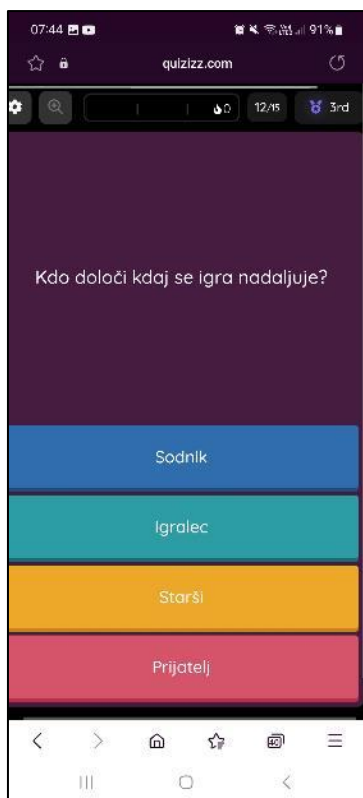 07:44 91%
quizizz.com
0 12/15 3rd
Kdo določi kdaj se igra nadaljuje?
Sodnik
Igralec
Starši
Prijatelj